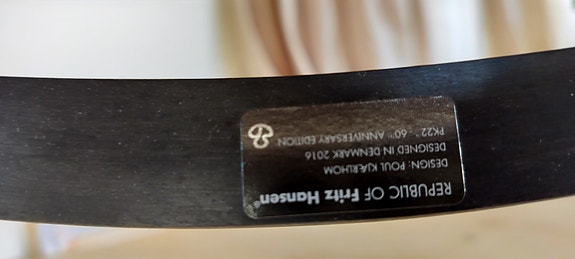 REPUBLIC OF Fritz Hansen®
DESIGN: POUL KJÆRHOLM
DESIGNED IN DENMARK 2016
PK22™ - 60TH ANNIVERSARY EDITION